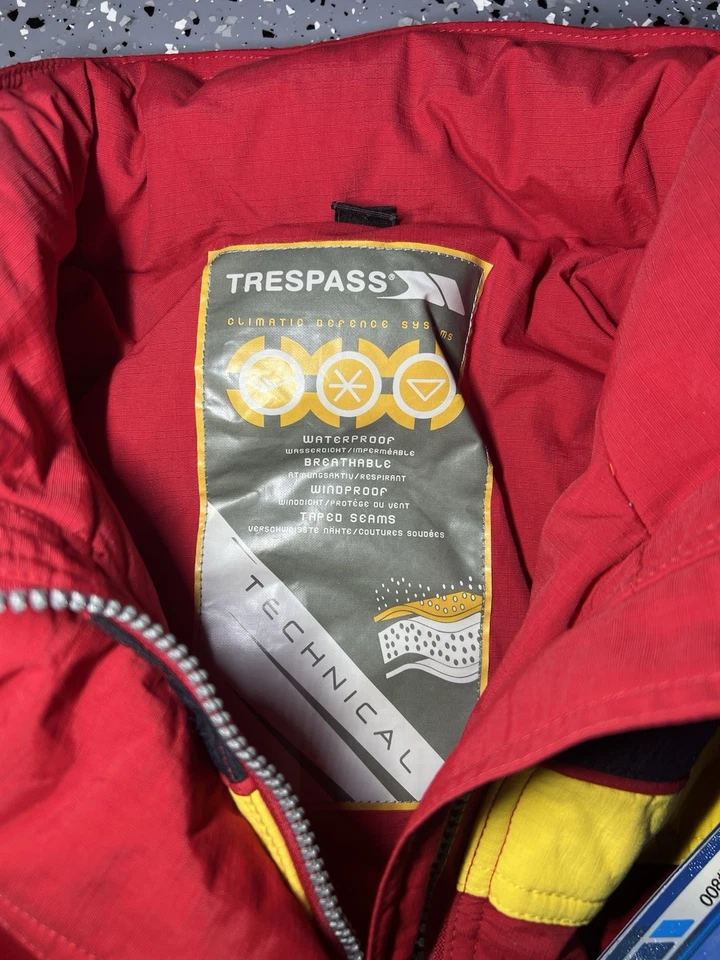 TRESPASS®
CLIMATIC DEFENCE SYSTEMS
WATERPROOF
WASSERDICHT/IMPERMÉABLE
BREATHABLE
ATMUNGSAKTIV/RESPIRANT
WINDPROOF
WINDDICHT/PROTÉGE DU VENT
TAPED SEAMS
VERSCHWEISSTE NÄHTE/COUTURES SOUDÉES
TECHNICAL